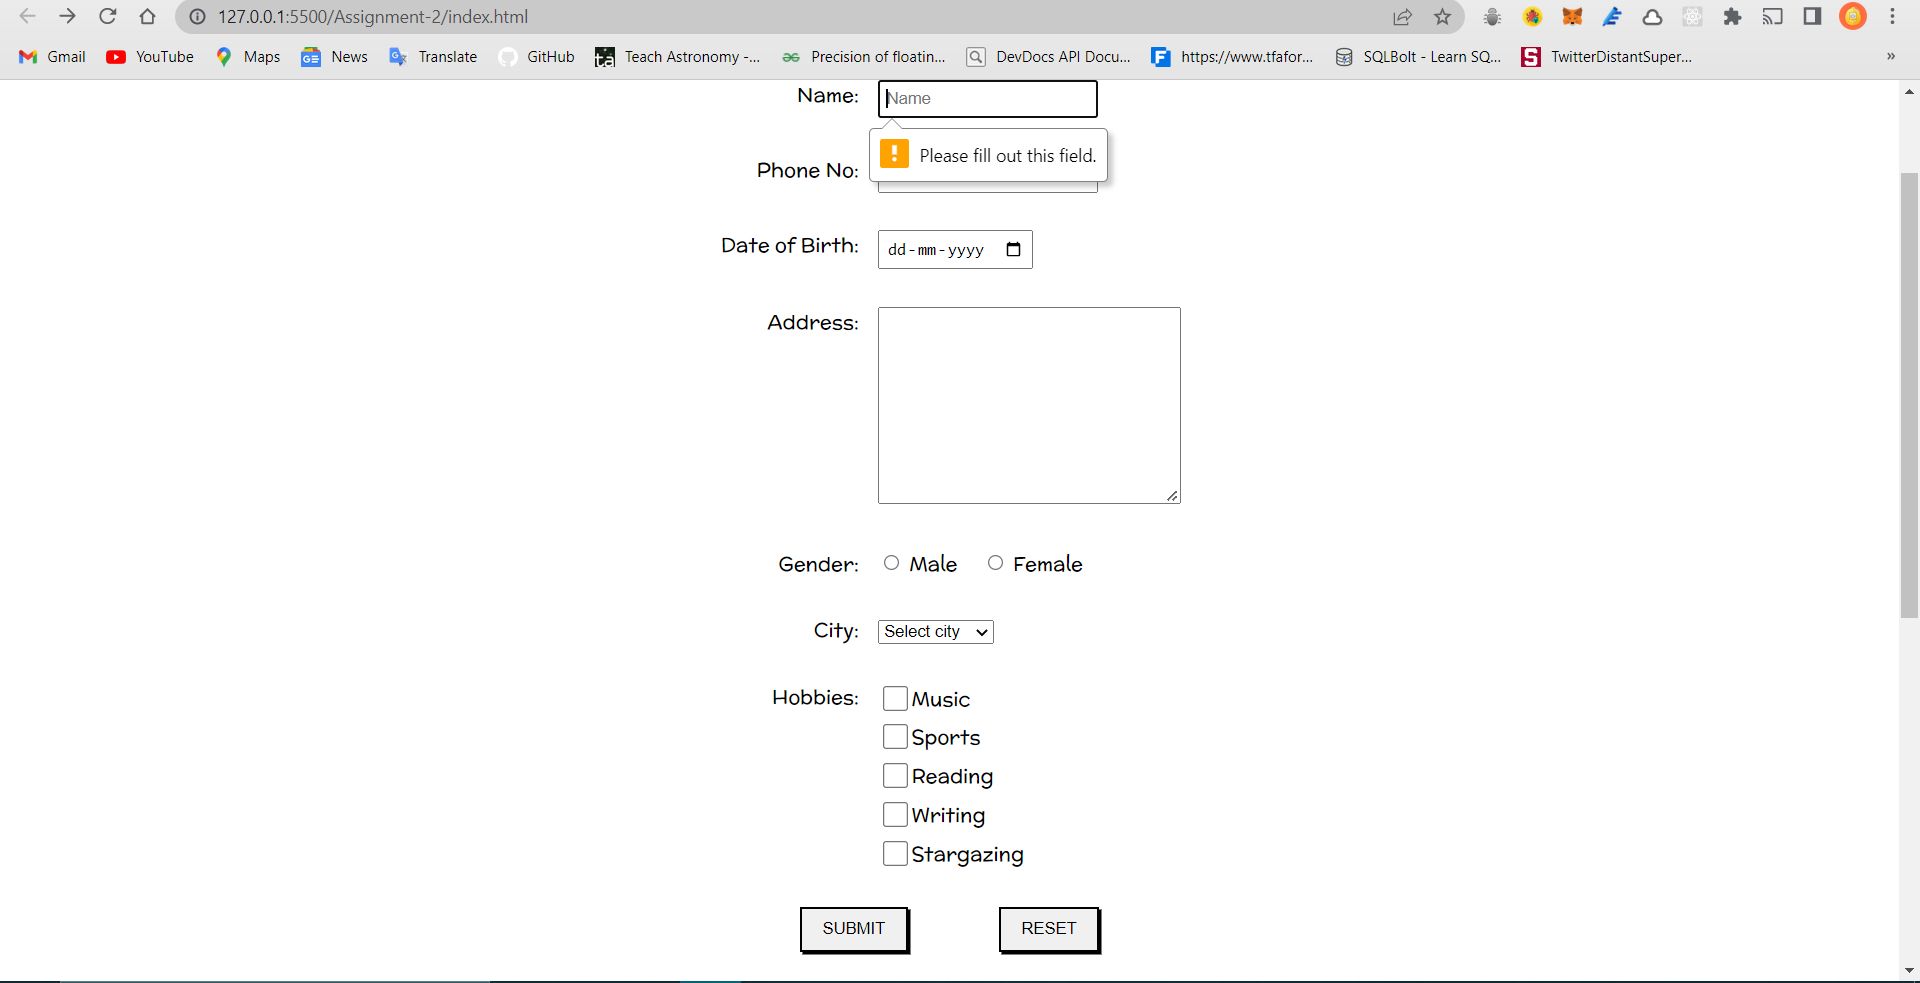 127.0.0.1:5500/Assignment-2/index.html
Gmail YouTube Maps News Translate GitHub Teach Astronomy -... Precision of floatin... DevDocs API Docu... https://www.tfafor... SQLBolt - Learn SQ... TwitterDistantSuper... »
Name: Name
Please fill out this field.
Phone No:
Date of Birth: dd-mm-yyyy
Address:
Gender: Male Female
City: Select city
Hobbies: Music
Sports
Reading
Writing
Stargazing
SUBMIT RESET